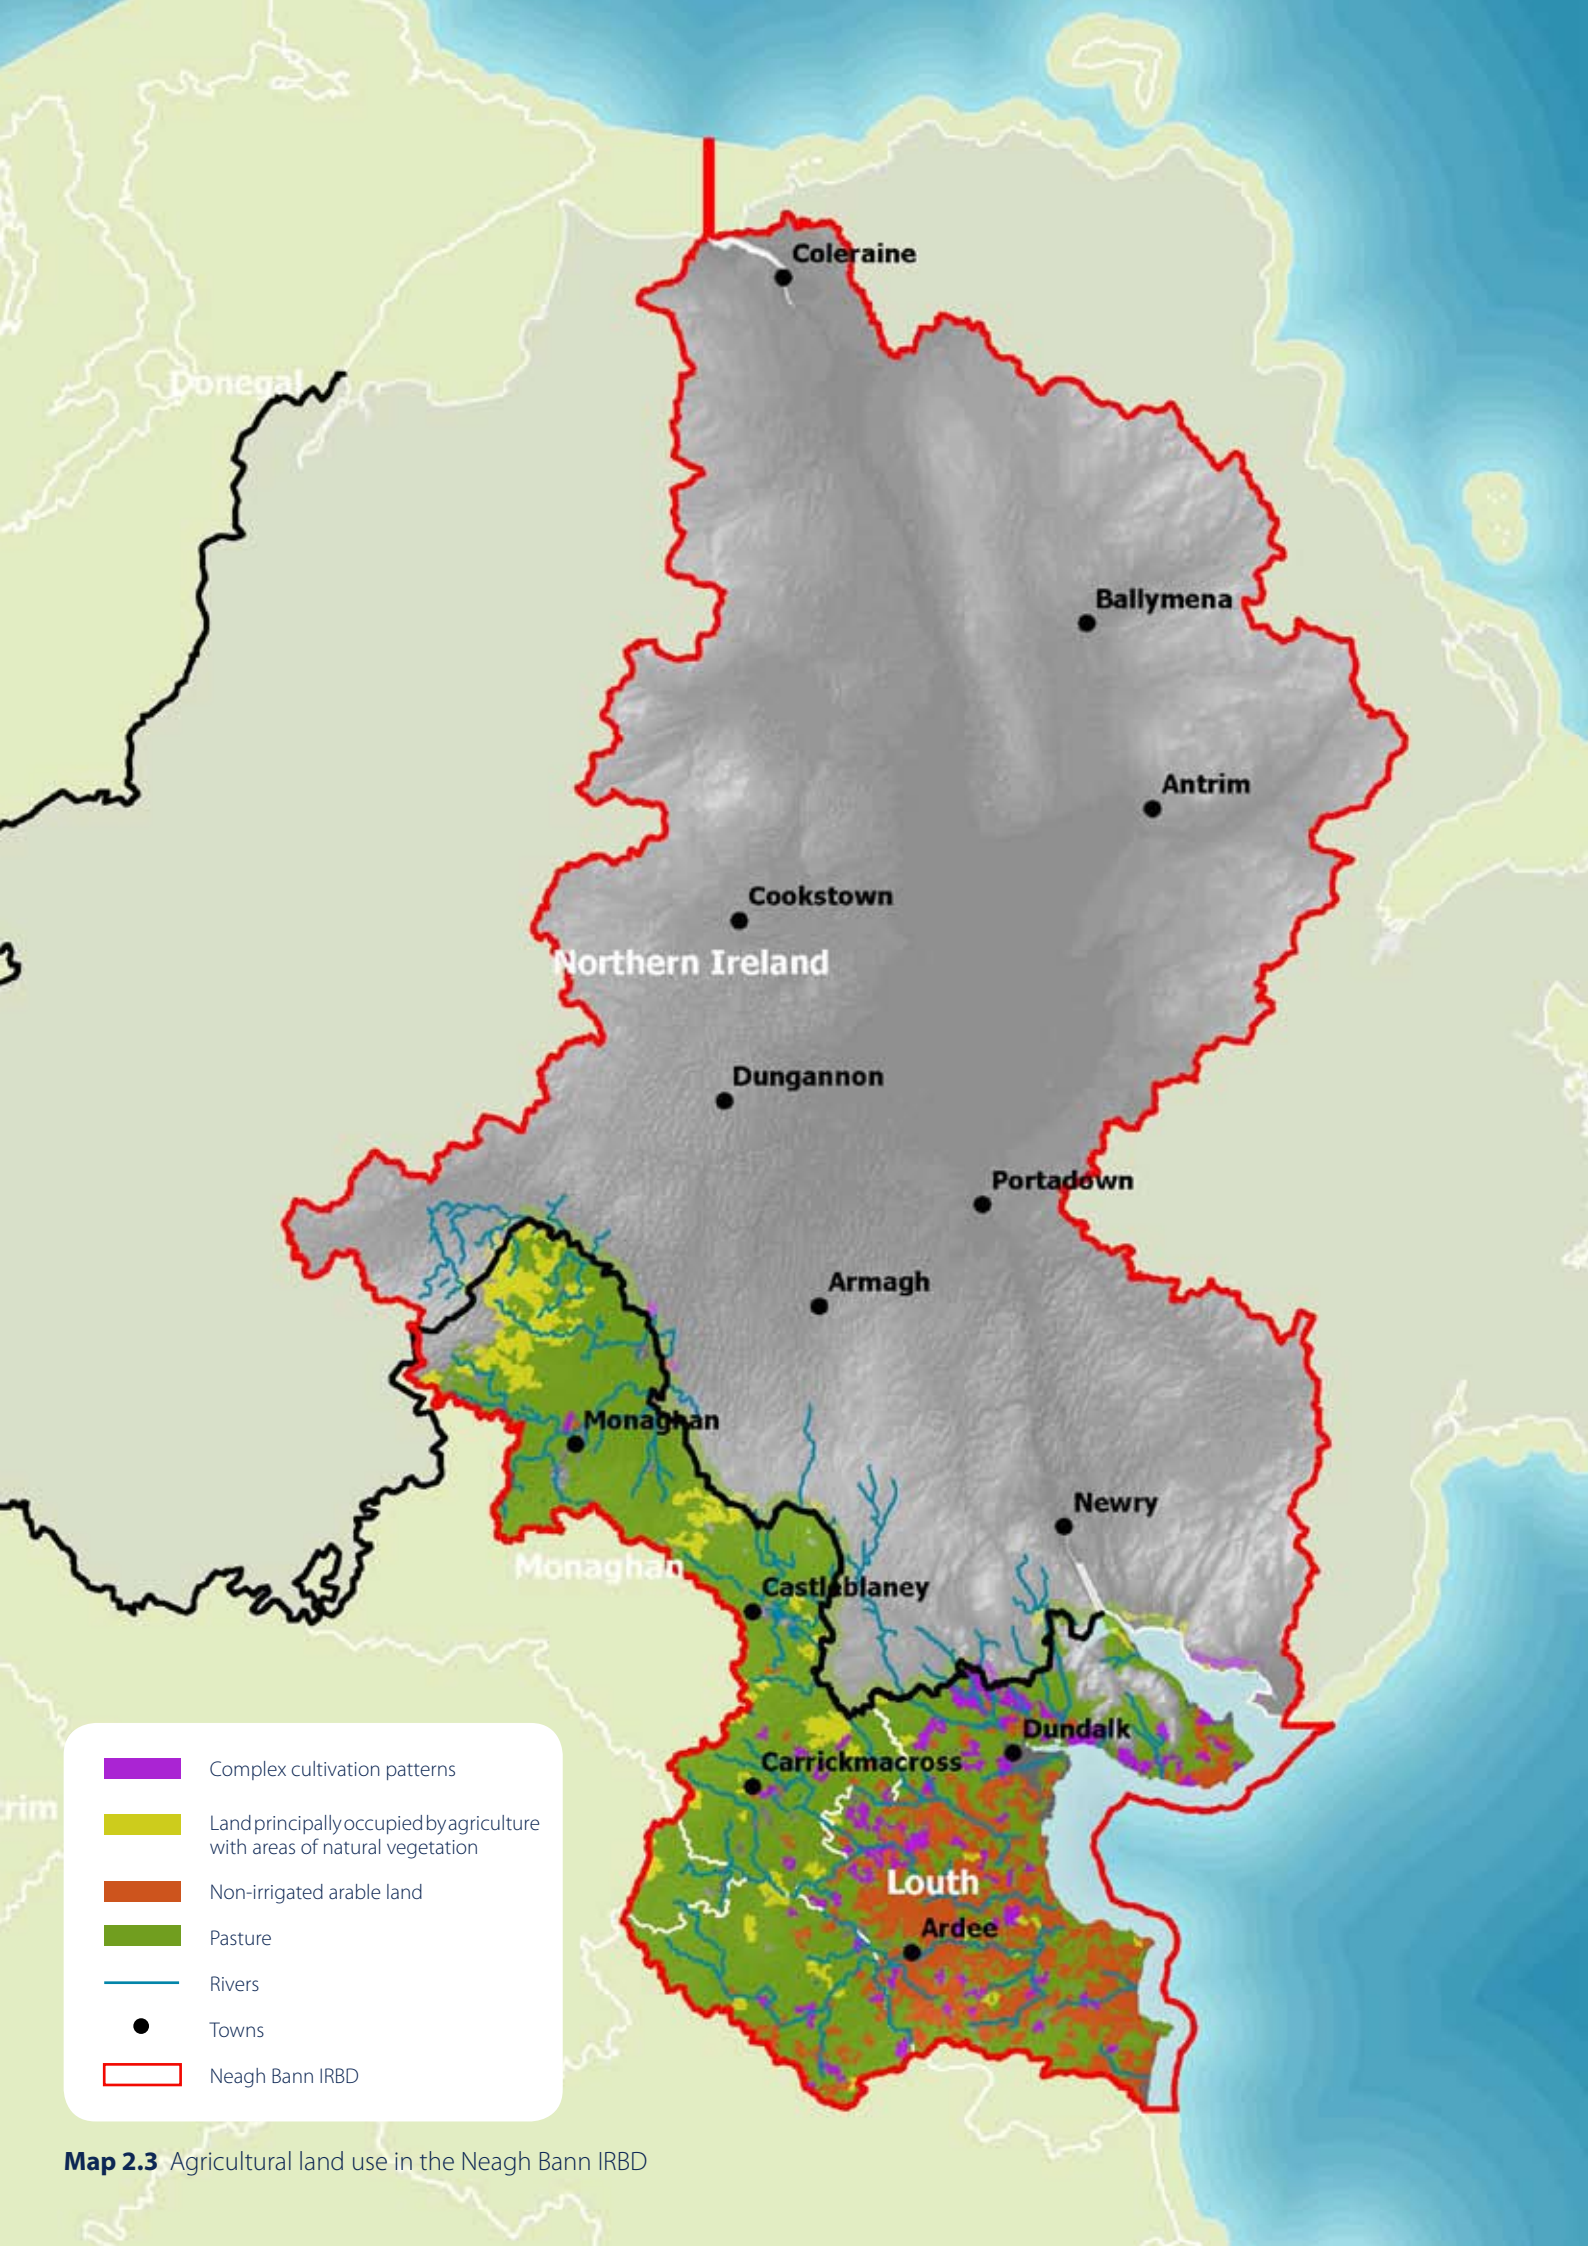 Coleraine
Donegal
Ballymena
Antrim
Cookstown
Northern Ireland
Dungannon
Portadown
Armagh
Monaghan
Newry
Monaghan
Castleblaney
Dundalk
Carrickmacross
Louth
Ardee
rim
Complex cultivation patterns
Land principally occupied by agriculture
with areas of natural vegetation
Non-irrigated arable land
Pasture
Rivers
Towns
Neagh Bann IRBD
Map 2.3 Agricultural land use in the Neagh Bann IRBD